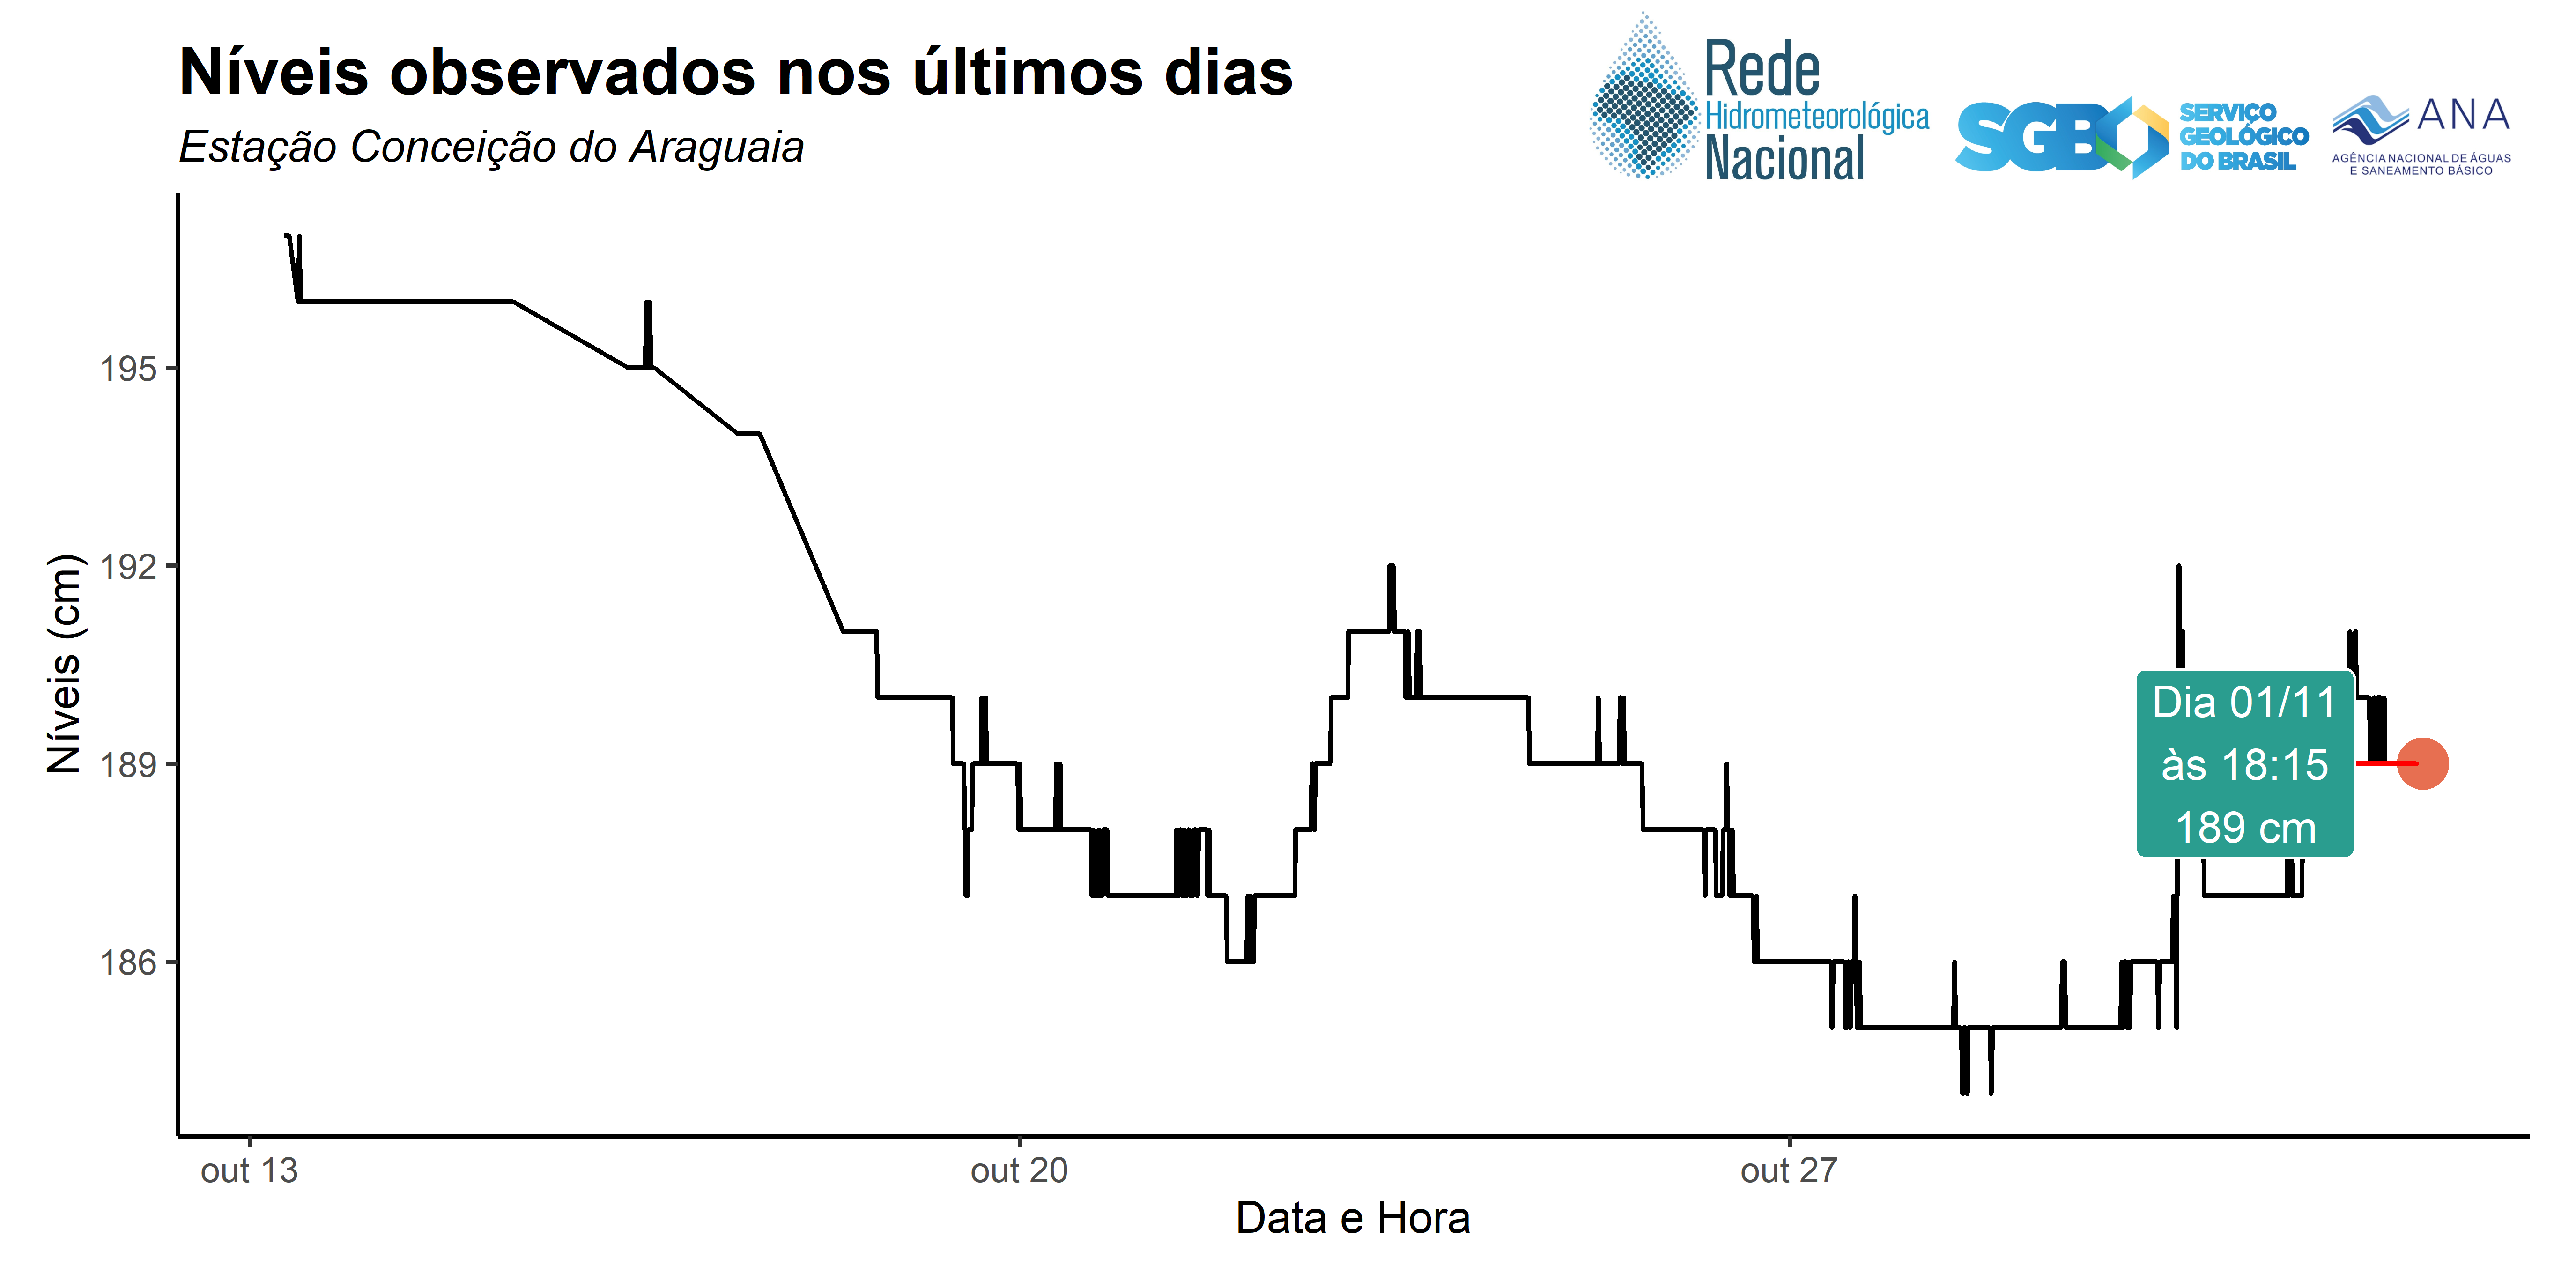 Níveis observados nos últimos dias
Estação Conceição do Araguaia
Rede
Hidrometeorológica
Nacional
SGB
SERVIÇO
GEOLÓGICO
DO BRASIL
ANA
AGÊNCIA NACIONAL DE ÁGUAS
E SANEAMENTO BÁSICO
Níveis (cm)
195
192
189
186
Dia 01/11
às 18:15
189 cm
out 13
out 20
out 27
Data e Hora